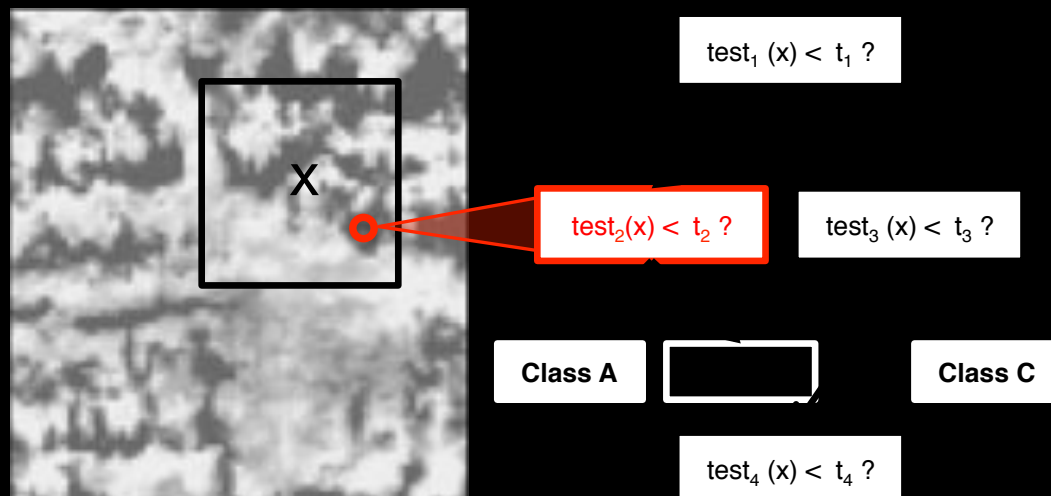 test₁ (x) < t₁ ?
X
test₂(x) < t₂ ?
test₃ (x) < t₃ ?
Class A
Class C
test₄ (x) < t₄ ?